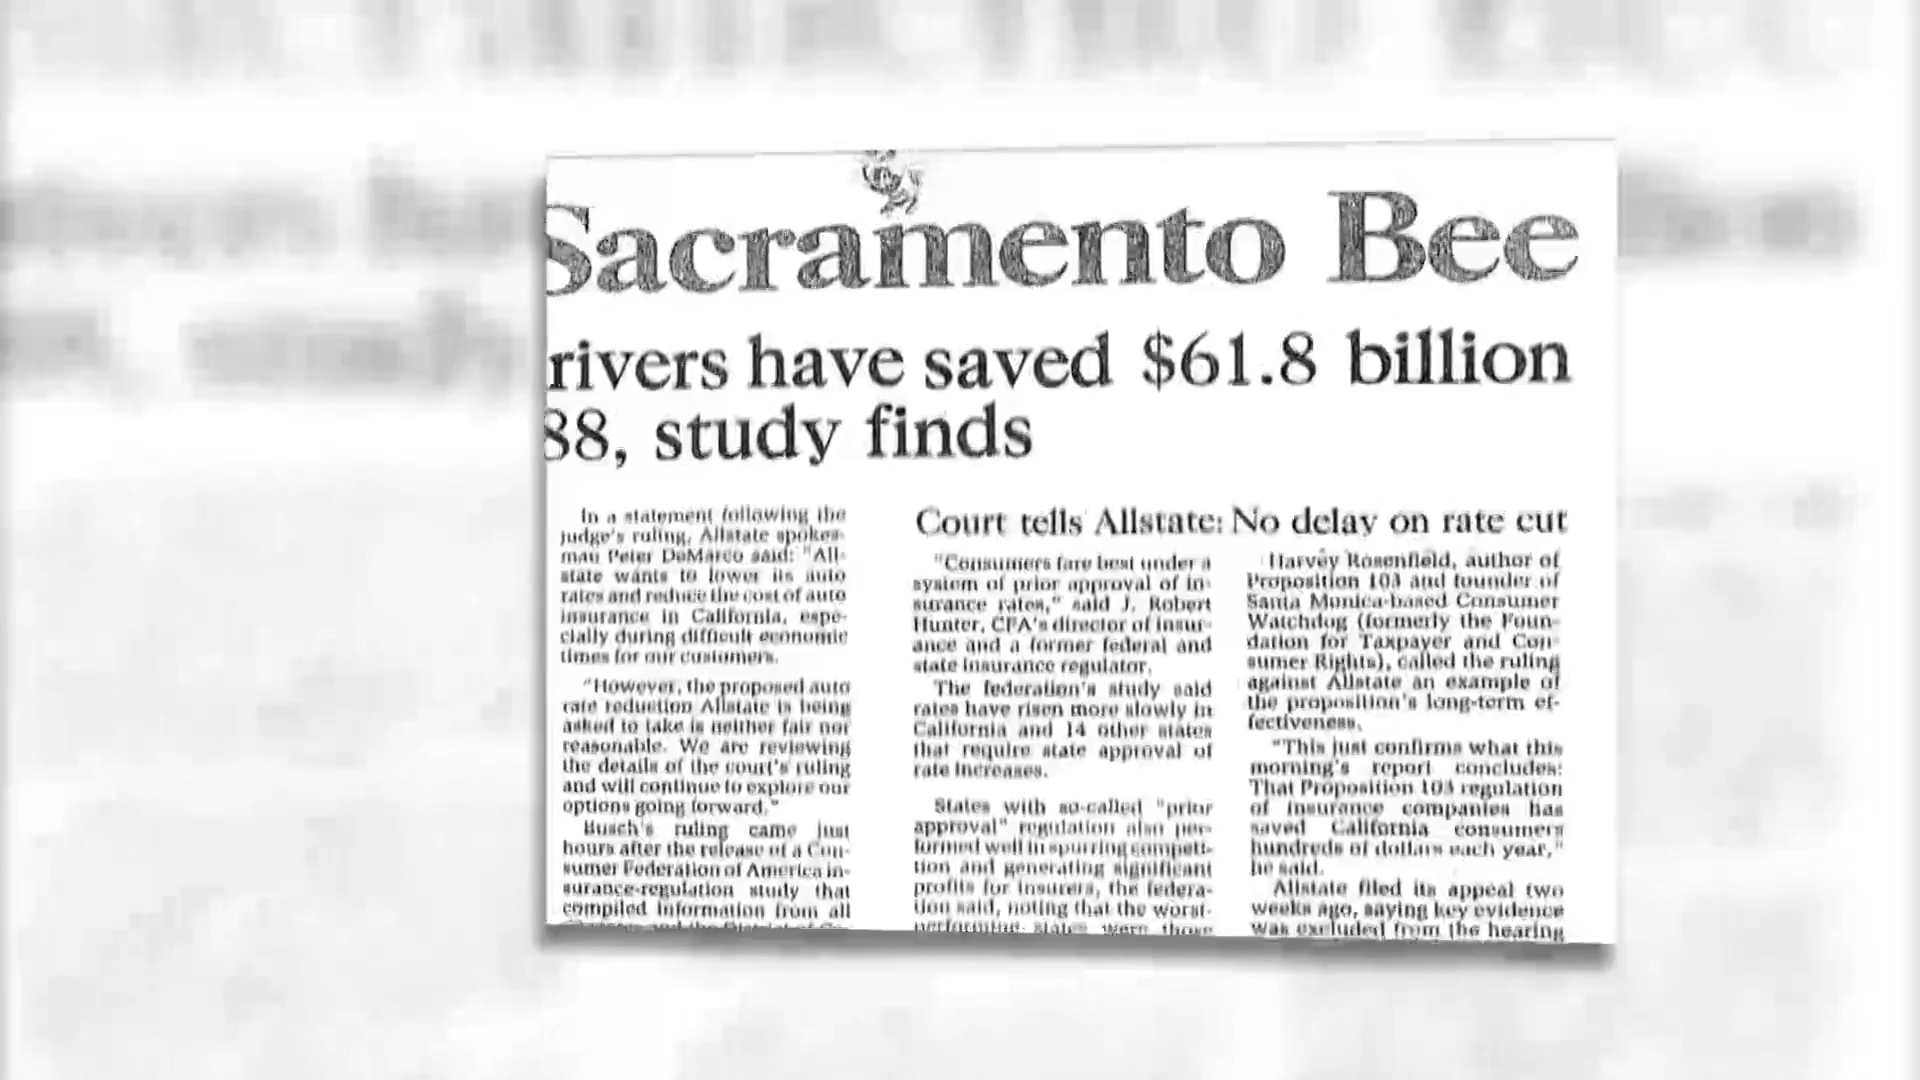 Sacramento Bee
rivers have saved $61.8 billion
88, study finds
In a statement following the
judge's ruling, Allstate spokes-
man Peter DeMarco said: "All-
state wants to lower its auto
rates and reduce the cost of auto
insurance in California, espe-
cially during difficult economic
times for our customers.
"However, the proposed auto
rate reduction Allstate is being
asked to take is neither fair nor
reasonable. We are reviewing
the details of the court's ruling
and will continue to explore our
options going forward."
Busch's ruling came just
hours after the release of a Con-
sumer Federation of America in-
surance-regulation study that
compiled information from all
and the District of Co-
Court tells Allstate: No delay on rate cut
"Consumers fare best under a
system of prior approval of in-
surance rates," said J. Robert
Hunter, CFA's director of insur-
ance and a former federal and
state insurance regulator.
The federation's study said
rates have risen more slowly in
California and 14 other states
that require state approval of
rate increases.
States with so-called "prior
approval" regulation also per-
formed well in spurring competi-
tion and generating significant
profits for insurers, the federa-
tion said, noting that the worst-
performing states were those
Harvey Rosenfield, author of
Proposition 103 and founder of
Santa Monica-based Consumer
Watchdog (formerly the Foun-
dation for Taxpayer and Con-
sumer Rights), called the ruling
against Allstate an example of
the proposition's long-term ef-
fectiveness.
"This just confirms what this
morning's report concludes:
That Proposition 103 regulation
of insurance companies has
saved California consumers
hundreds of dollars each year,"
he said.
Allstate filed its appeal two
weeks ago, saying key evidence
was excluded from the hearing